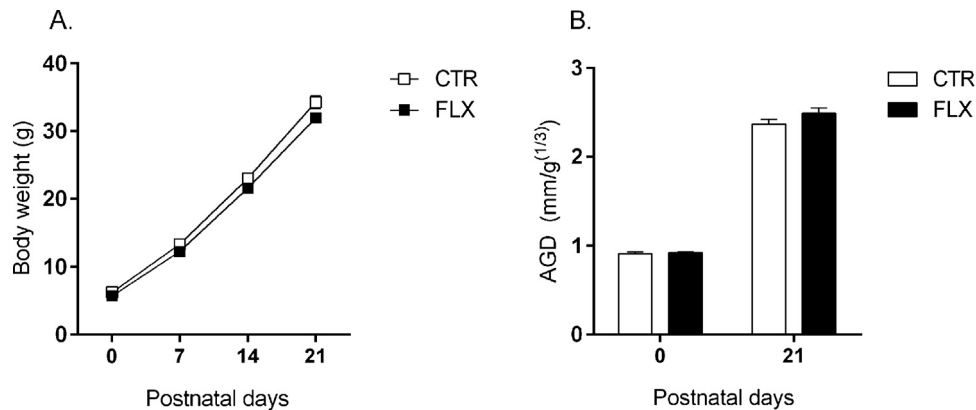 A.
Body weight (g)
40
30
20
10
0
0 7 14 21
Postnatal days
CTR
FLX
B.
AGD (mm/g(1/3))
3
2
1
0
0 21
Postnatal days
CTR
FLX